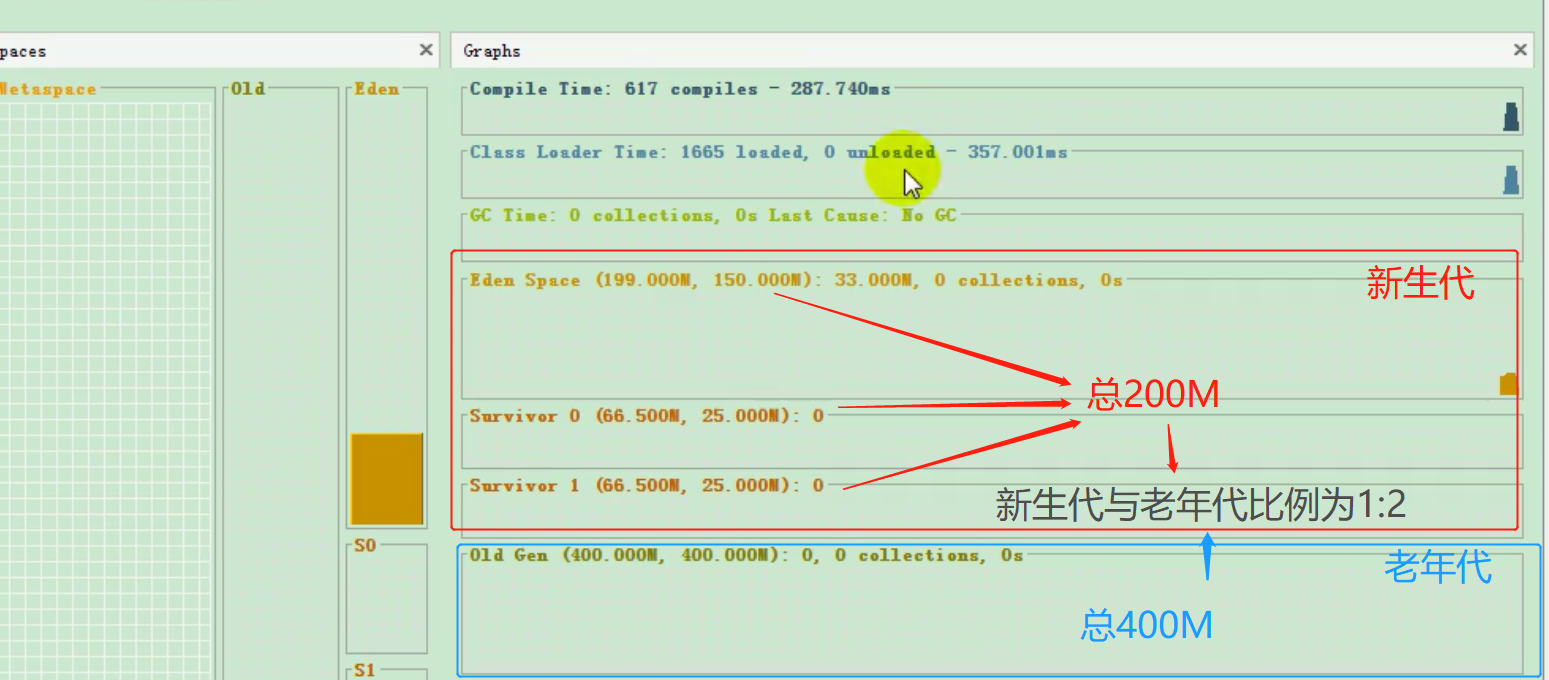 paces
Graphs
Metaspace
Old
Eden
Compile Time: 617 compiles - 287.740ms
Class Loader Time: 1665 loaded, 0 unloaded - 357.001ms
GC Time: 0 collections, 0s Last Cause: No GC
Eden Space (199.000M, 150.000M): 33.000M, 0 collections, 0s
新生代
总200M
Survivor 0 (66.500M, 25.000M): 0
Survivor 1 (66.500M, 25.000M): 0
新生代与老年代比例为1:2
S0
Old Gen (400.000M, 400.000M): 0, 0 collections, 0s
老年代
总400M
S1